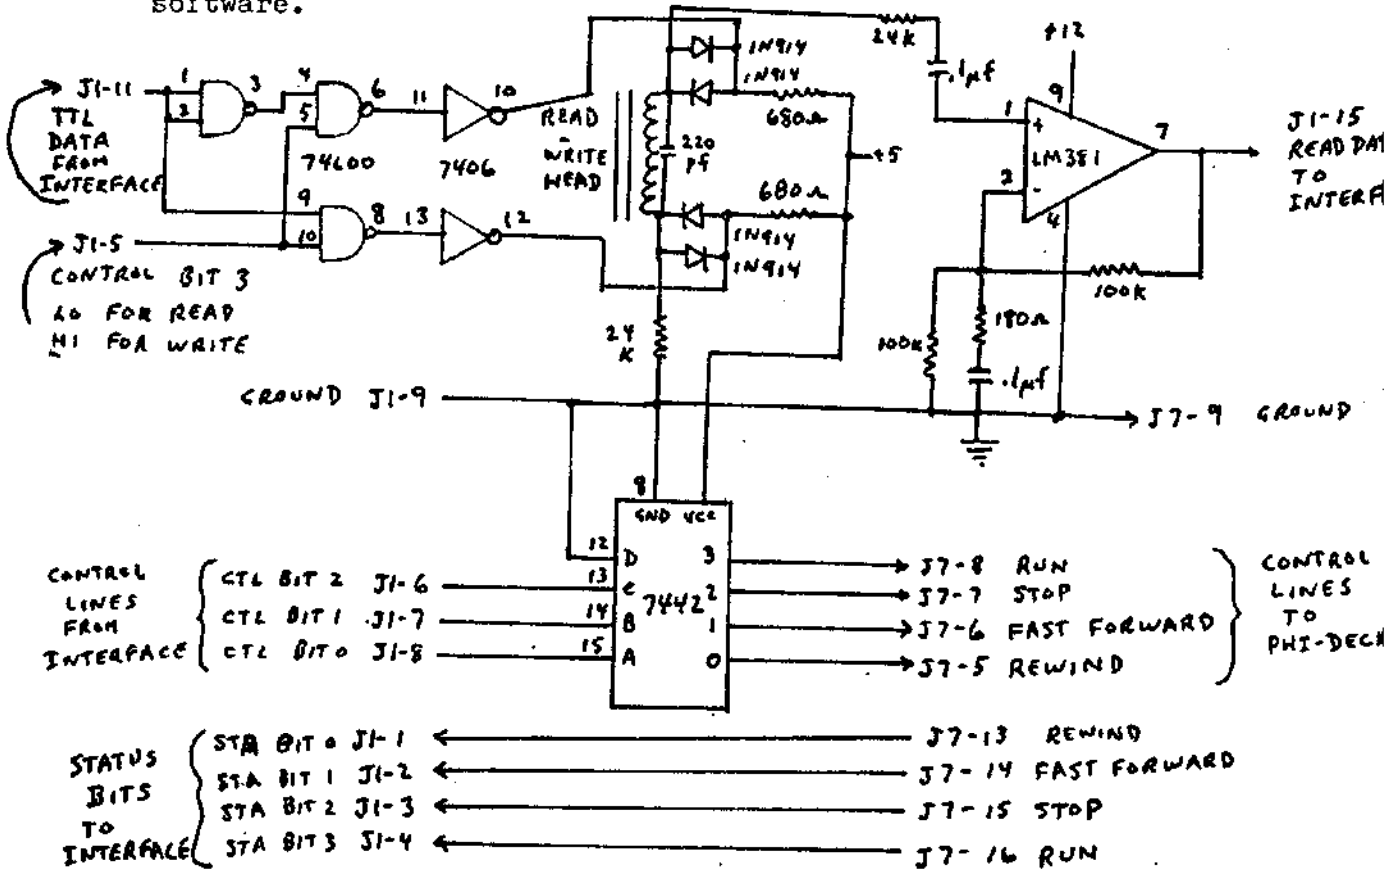 software.
24K
+12
1N914
.1µf
J1-11
1
2
3
4
5
6
11
10
1N914
9
1
+
7
TTL
DATA
FROM
INTERFACE
74L00
7406
READ
-
WRITE
HEAD
220
pf
680Ω
+5
LM381
2
-
4
J1-15
READ DAT
TO
INTERF
9
10
8
13
12
680Ω
1N914
1N914
J1-5
CONTROL BIT 3
LO FOR READ
HI FOR WRITE
24
K
100K
180Ω
100K
.1µf
GROUND J1-9
J7-9 GROUND
8
GND VCC
CONTROL
LINES
FROM
INTERFACE
CTL BIT 2 J1-6
CTL BIT 1 J1-7
CTL BIT 0 J1-8
12
13
14
15
D
C
B
A
7442
3
2
1
0
J7-8 RUN
J7-7 STOP
J7-6 FAST FORWARD
J7-5 REWIND
CONTROL
LINES
TO
PHI-DECK
STATUS
BITS
TO
INTERFACE
STA BIT 0 J1-1
STA BIT 1 J1-2
STA BIT 2 J1-3
STA BIT 3 J1-4
J7-13 REWIND
J7-14 FAST FORWARD
J7-15 STOP
J7-16 RUN